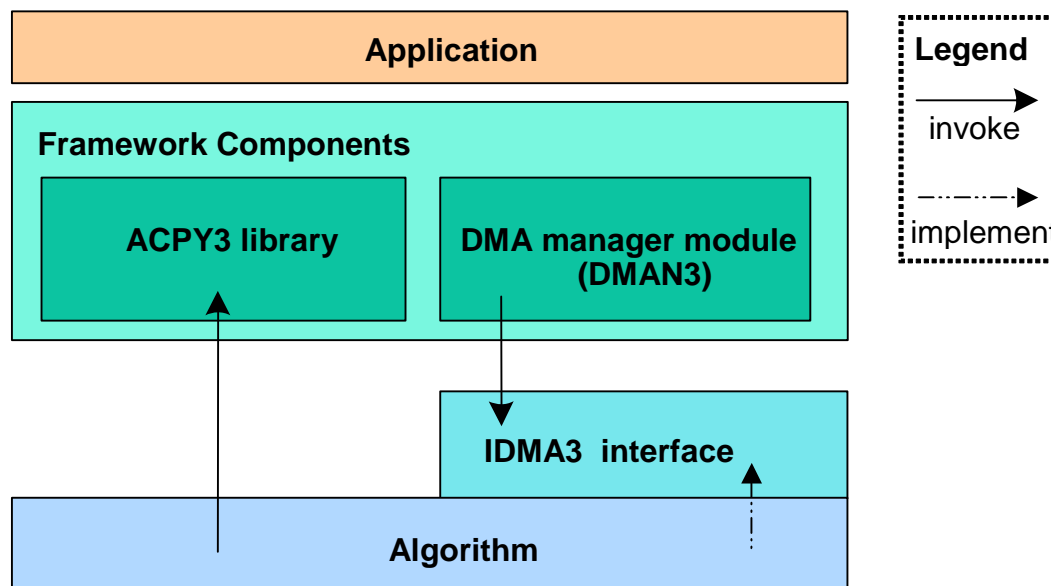 Application
Legend
invoke
implement
Framework Components
ACPY3 library
DMA manager module
(DMAN3)
IDMA3 interface
Algorithm